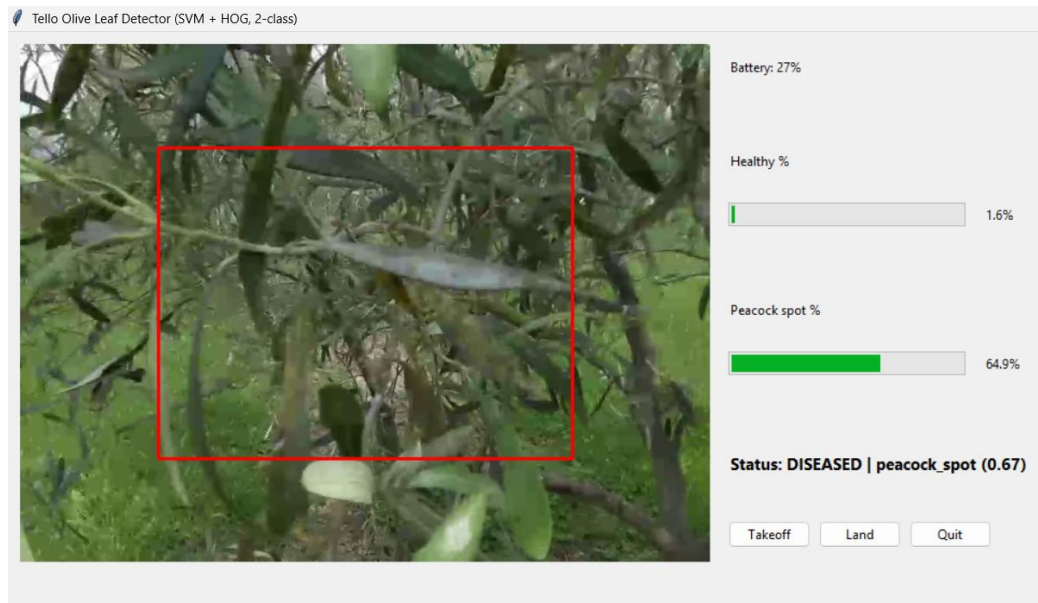 Tello Olive Leaf Detector (SVM + HOG, 2-class)
Battery: 27%
Healthy %
1.6%
Peacock spot %
64.9%
Status: DISEASED | peacock_spot (0.67)
Takeoff Land Quit